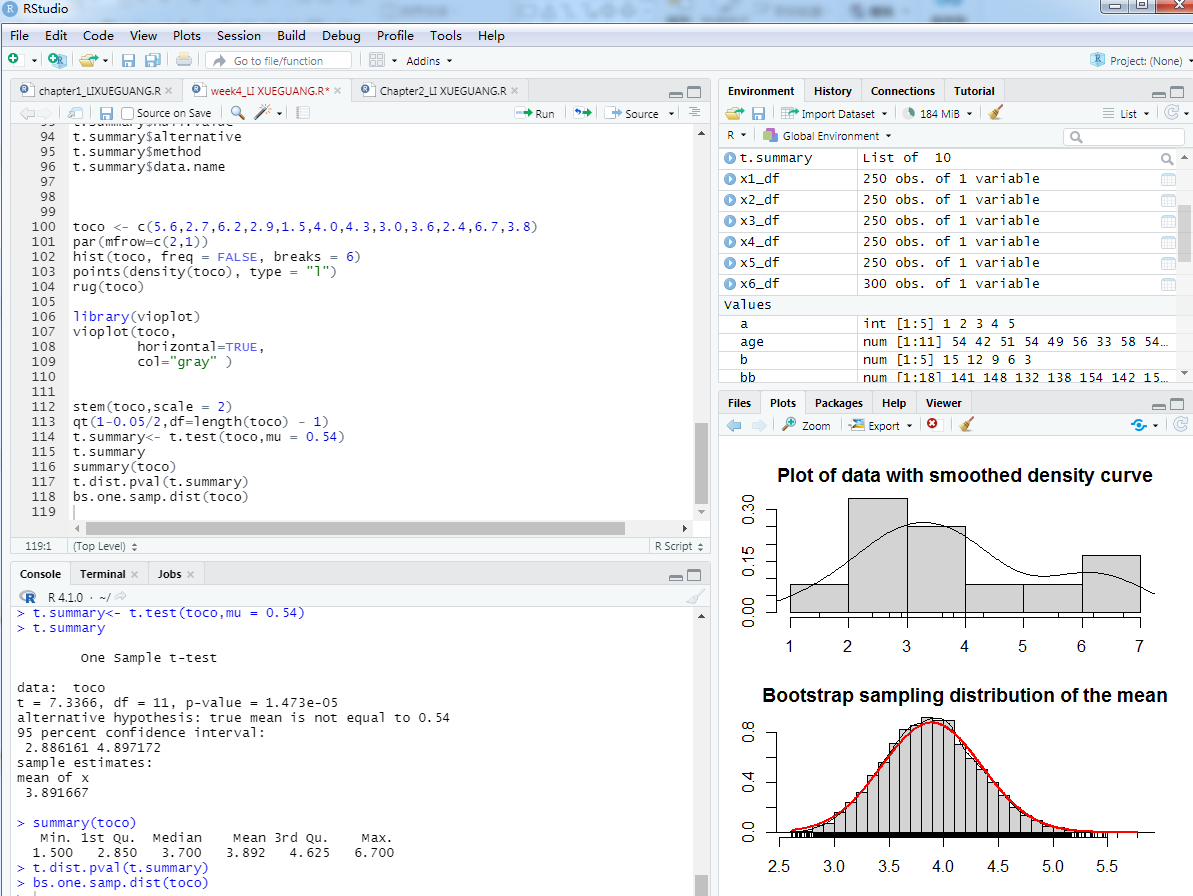 RStudio
File Edit Code View Plots Session Build Debug Profile Tools Help
Go to file/function Addins Project: (None)
chapter1_LIXUEGUANG.R week4_LI XUEGUANG.R* Chapter2_LI XUEGUANG.R
Source on Save Run Source
94 t.summary$alternative
95 t.summary$method
96 t.summary$data.name
97
98
99
100 toco <- c(5.6,2.7,6.2,2.9,1.5,4.0,4.3,3.0,3.6,2.4,6.7,3.8)
101 par(mfrow=c(2,1))
102 hist(toco, freq = FALSE, breaks = 6)
103 points(density(toco), type = "l")
104 rug(toco)
105
106 library(vioplot)
107 vioplot(toco,
108 horizontal=TRUE,
109 col="gray" )
110
111
112 stem(toco,scale = 2)
113 qt(1-0.05/2,df=length(toco) - 1)
114 t.summary<- t.test(toco,mu = 0.54)
115 t.summary
116 summary(toco)
117 t.dist.pval(t.summary)
118 bs.one.samp.dist(toco)
119
119:1 (Top Level) R Script
Console Terminal Jobs
R 4.1.0 · ~/
> t.summary<- t.test(toco,mu = 0.54)
> t.summary
One Sample t-test
data: toco
t = 7.3366, df = 11, p-value = 1.473e-05
alternative hypothesis: true mean is not equal to 0.54
95 percent confidence interval:
2.886161 4.897172
sample estimates:
mean of x
3.891667
> summary(toco)
Min. 1st Qu. Median Mean 3rd Qu. Max.
1.500 2.850 3.700 3.892 4.625 6.700
> t.dist.pval(t.summary)
> bs.one.samp.dist(toco)
Environment History Connections Tutorial
Import Dataset 184 MiB List
R Global Environment
t.summary List of 10
x1_df 250 obs. of 1 variable
x2_df 250 obs. of 1 variable
x3_df 250 obs. of 1 variable
x4_df 250 obs. of 1 variable
x5_df 250 obs. of 1 variable
x6_df 300 obs. of 1 variable
values
a int [1:5] 1 2 3 4 5
age num [1:11] 54 42 51 54 49 56 33 58 54…
b num [1:5] 15 12 9 6 3
bb num [1:18] 141 148 132 138 154 142 15…
Files Plots Packages Help Viewer
Zoom Export
Plot of data with smoothed density curve
0.30
0.15
0.00
1 2 3 4 5 6 7
Bootstrap sampling distribution of the mean
0.8
0.4
0.0
2.5 3.0 3.5 4.0 4.5 5.0 5.5